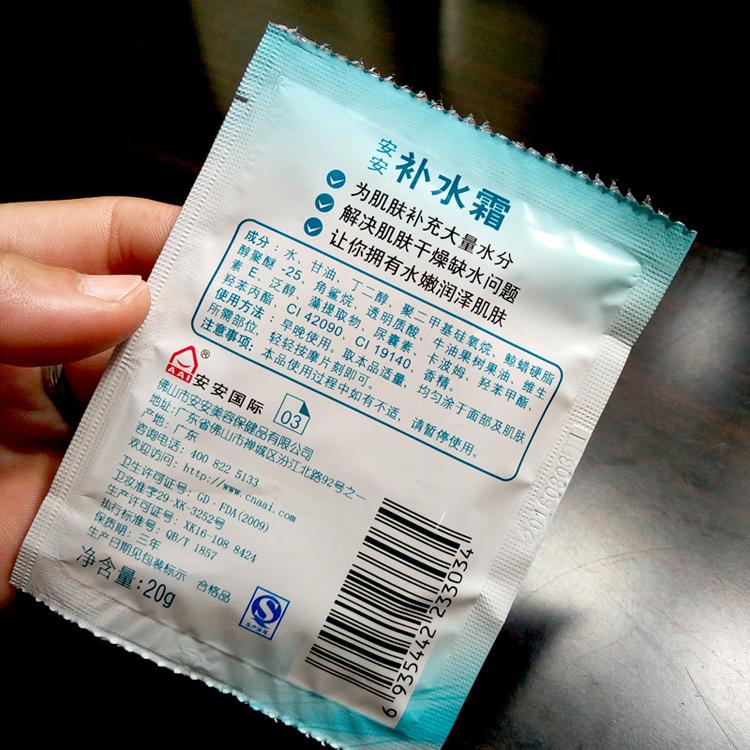 安安 补水霜
为肌肤补充大量水分
解决肌肤干燥缺水问题
让你拥有水嫩润泽肌肤
成分：水、甘油、丁二醇、聚二甲基硅氧烷、鲸蜡硬脂
醇聚醚-25、角鲨烷、透明质酸、牛油果树果油、维生
素E、泛醇、藻提取物、尿囊素、卡波姆、羟苯甲酯、
羟苯丙酯、CI 42090、CI 19140、香精。
使用方法：早晚使用。取本品适量，均匀涂于面部及肌肤
所需部位，轻轻按摩片刻即可。
注意事项：本品使用过程中如有不适，请暂停使用。
AAI ® 安安国际
03
佛山市安安美容保健品有限公司
产地：广东省佛山市禅城区汾江北路92号之一
广东
咨询电话：400 822 5133
欢迎访问：http://www.cnaai.com
卫生许可证号：GD.FDA(2009)
卫妆准字29-XK-3252号
生产许可证号：XK16-108 8424
执行标准号：QB/T 1857
保质期：三年
生产日期见包装标示 合格品
净含量：20g
生产许可
6 935442 233034